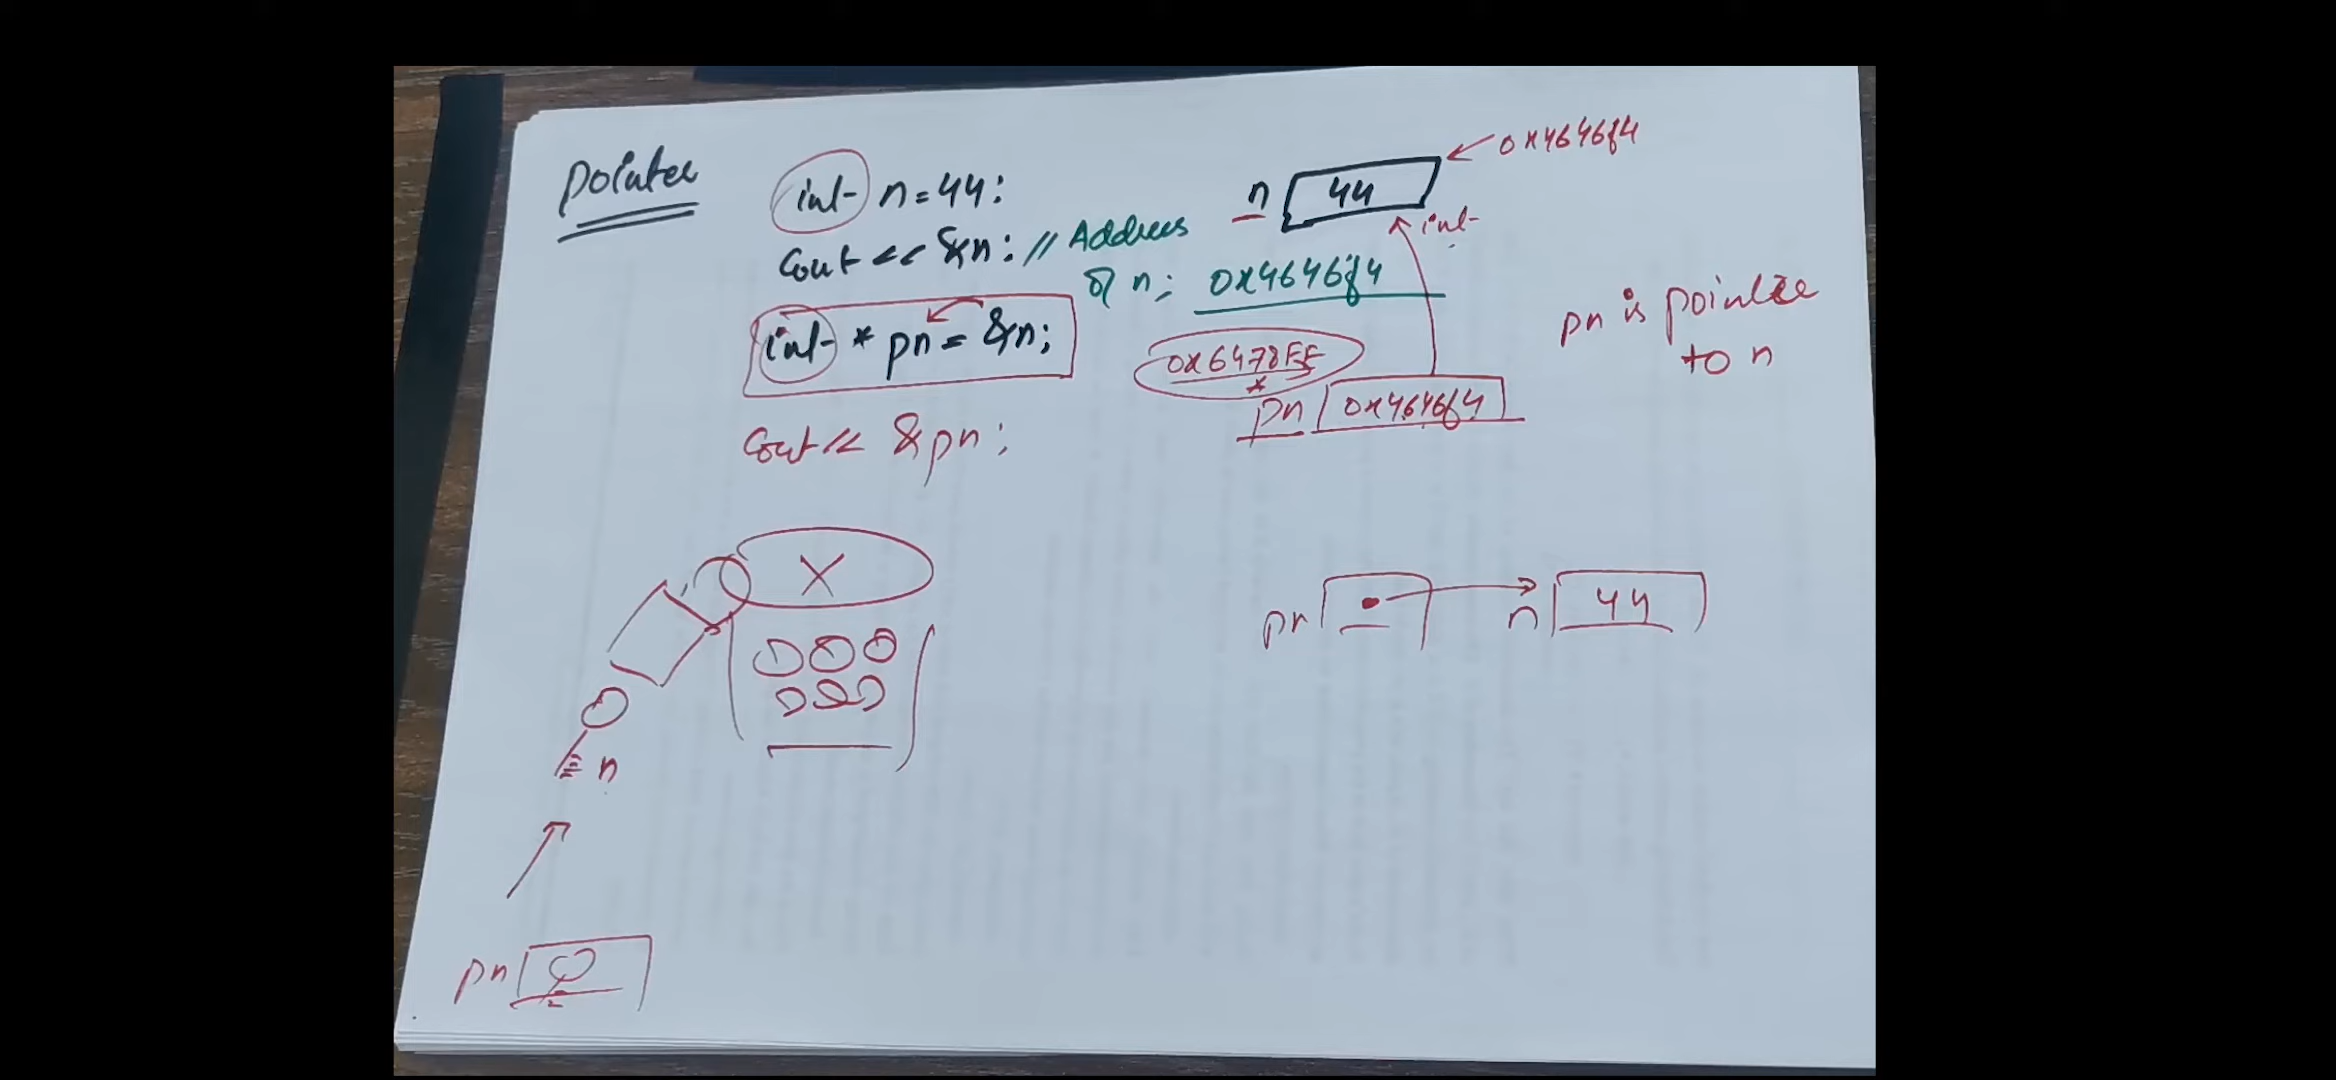 pointer
int n = 44;
n 44
0x4646f4
int
cout << &n; // Address
of n; 0x4646f4
int * pn = &n;
0x6478FF
*
pn 0x4646f4
pn is pointer
to n
cout << &pn;
X
pn
n 44
n
pn